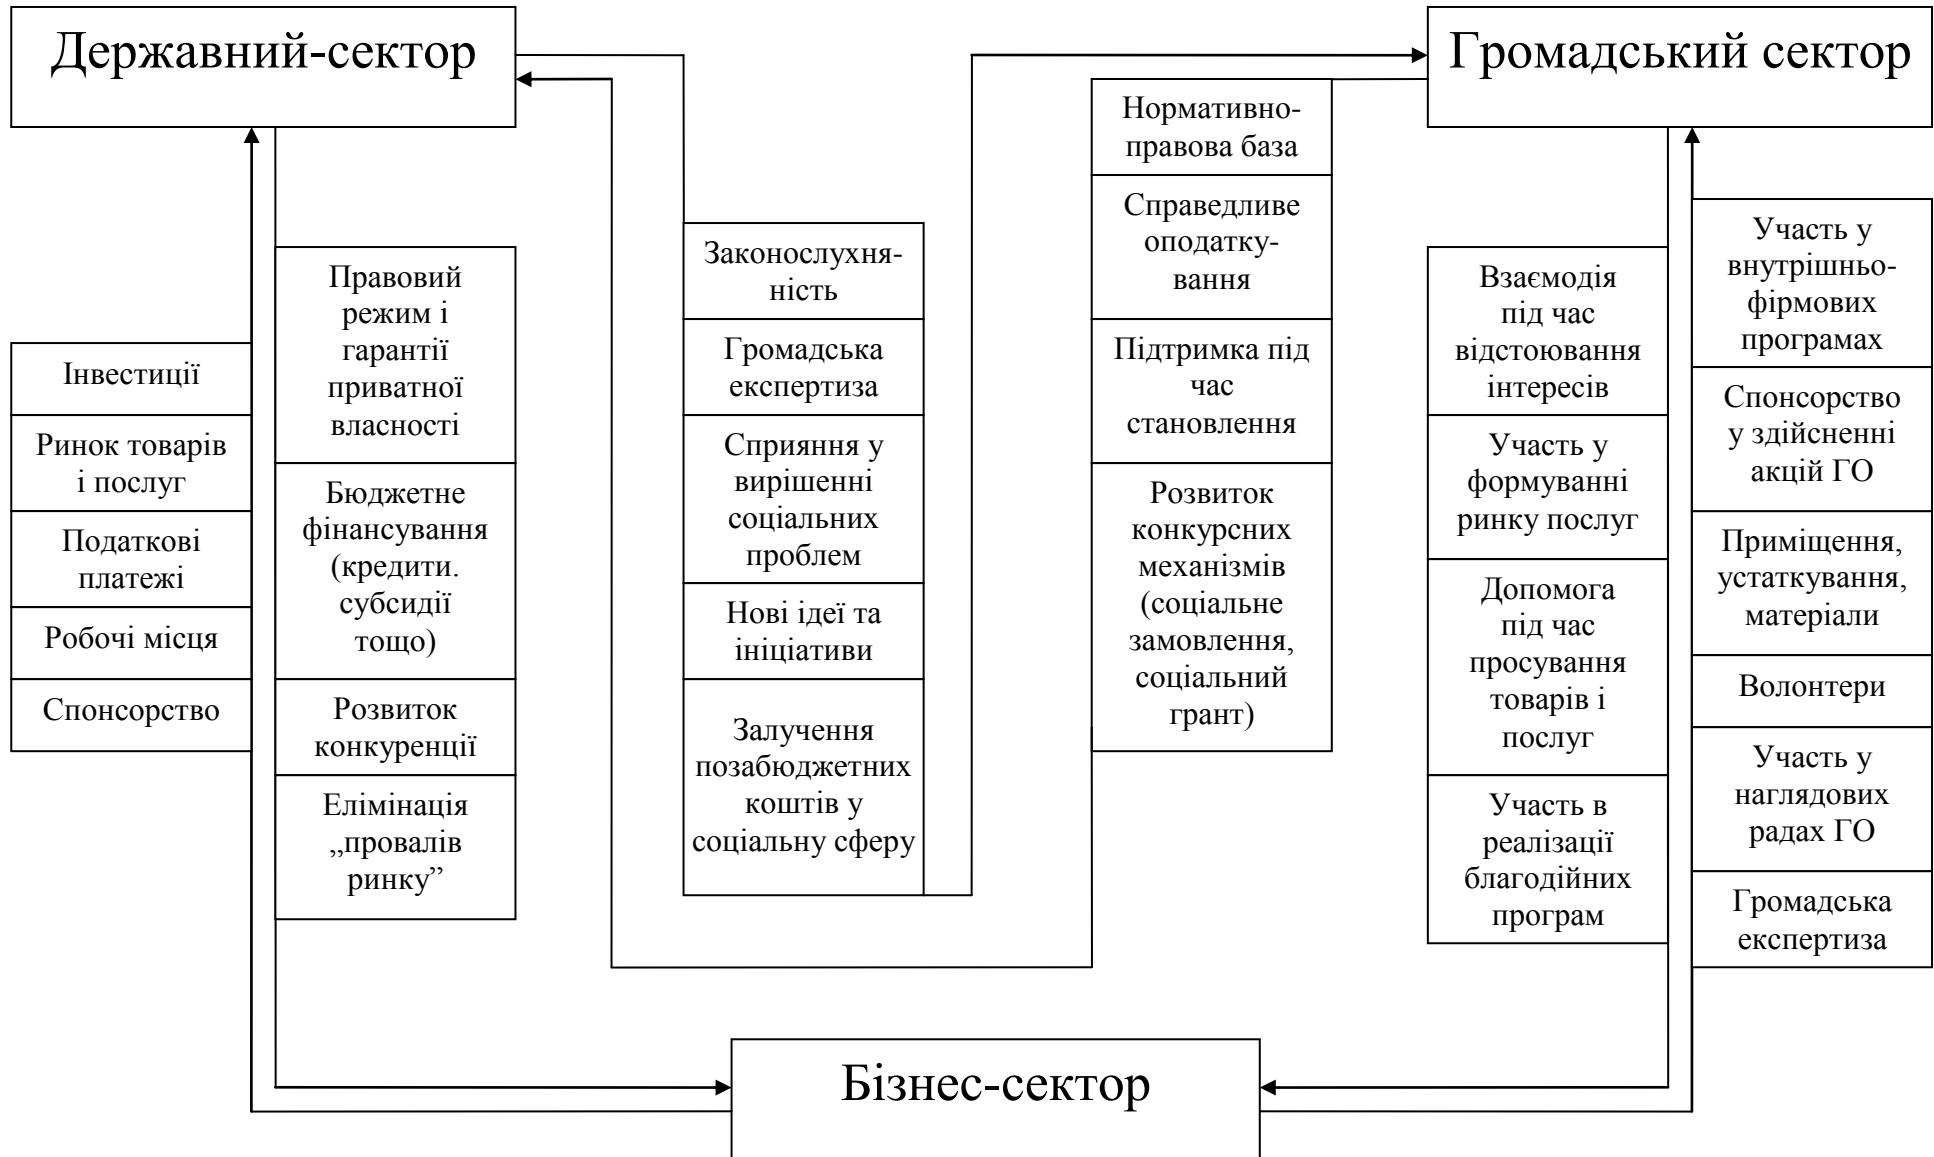 Державний-сектор
Громадський сектор
Інвестиції
Ринок товарів
і послуг
Податкові
платежі
Робочі місця
Спонсорство
Правовий
режим і
гарантії
приватної
власності
Бюджетне
фінансування
(кредити.
субсидії
тощо)
Розвиток
конкуренції
Елімінація
„провалів
ринку”
Законослухня-
ність
Громадська
експертиза
Сприяння у
вирішенні
соціальних
проблем
Нові ідеї та
ініціативи
Залучення
позабюджетних
коштів у
соціальну сферу
Нормативно-
правова база
Справедливе
оподатку-
вання
Підтримка під
час
становлення
Розвиток
конкурсних
механізмів
(соціальне
замовлення,
соціальний
грант)
Взаємодія
під час
відстоювання
інтересів
Участь у
формуванні
ринку послуг
Допомога
під час
просування
товарів і
послуг
Участь в
реалізації
благодійних
програм
Участь у
внутрішньо-
фірмових
програмах
Спонсорство
у здійсненні
акцій ГО
Приміщення,
устаткування,
матеріали
Волонтери
Участь у
наглядових
радах ГО
Громадська
експертиза
Бізнес-сектор